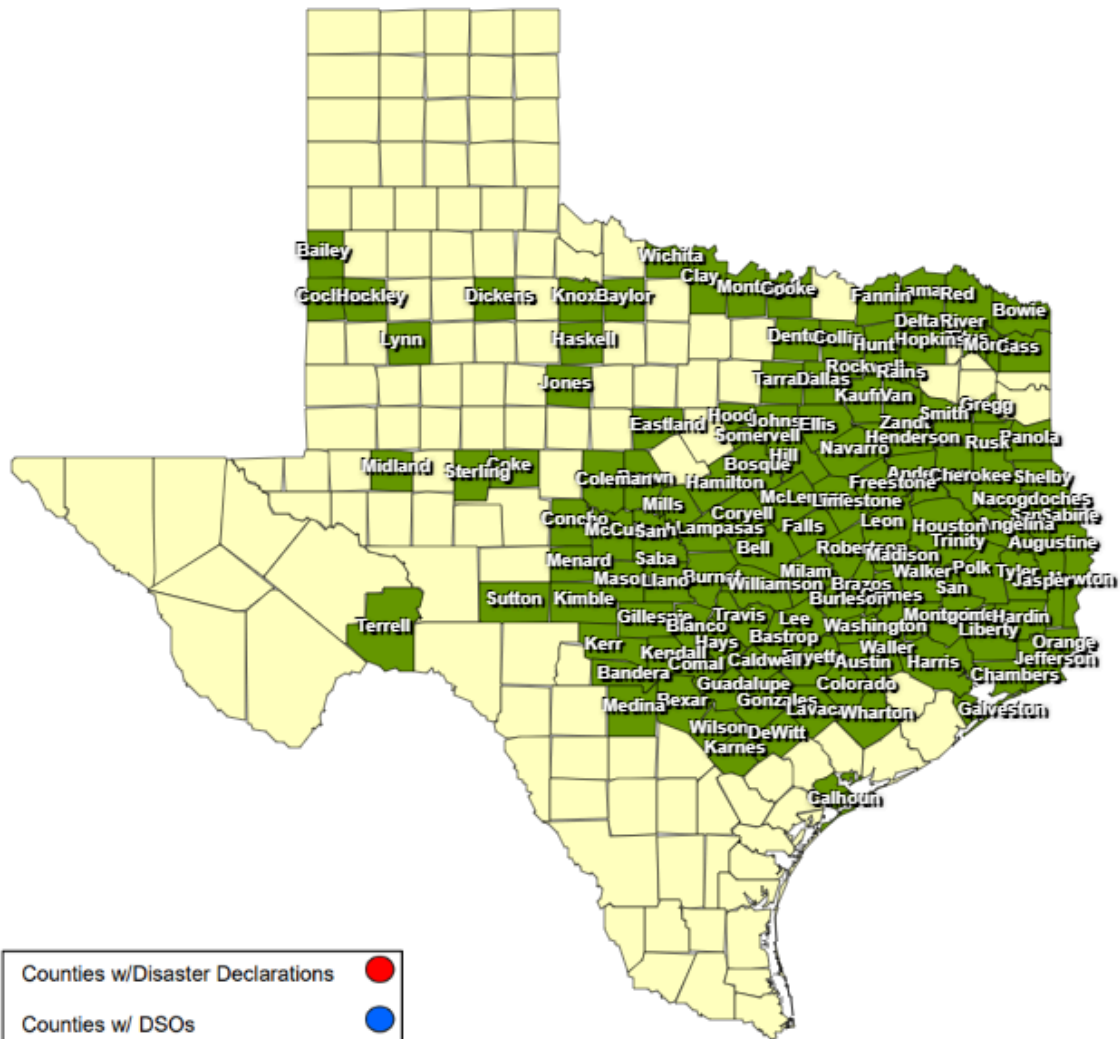 Bailey
Wichita
Clay
Cooke
Hockley
Dickens
Knox
Baylor
Fannin
Red
Bowie
Lynn
Haskell
Delta
River
Hunt
Hopkins
Cass
Jones
Dallas
Rains
Van
Eastland
Hood
Ellis
Zandt
Smith
Gregg
Somervell
Henderson
Rusk
Panola
Navarro
Midland
Sterling
Coke
Bosque
Hill
Hamilton
Freestone
Cherokee
Shelby
Mills
Limestone
Nacogdoches
Sabine
Concho
Coryell
Lampasas
Falls
Leon
Houston
Angelina
Trinity
Augustine
Menard
Saba
Bell
Madison
Llano
Burnet
Milam
Williamson
Brazos
Walker
Polk
Tyler
Jasper
Sutton
Kimble
Burleson
San
Terrell
Gillespie
Travis
Lee
Washington
Hardin
Blanco
Bastrop
Liberty
Kerr
Hays
Waller
Orange
Kendall
Comal
Caldwell
Austin
Harris
Jefferson
Bandera
Chambers
Guadalupe
Colorado
Medina
Gonzales
Wharton
Galveston
Wilson
DeWitt
Karnes
Calhoun
Counties w/Disaster Declarations
Counties w/ DSOs